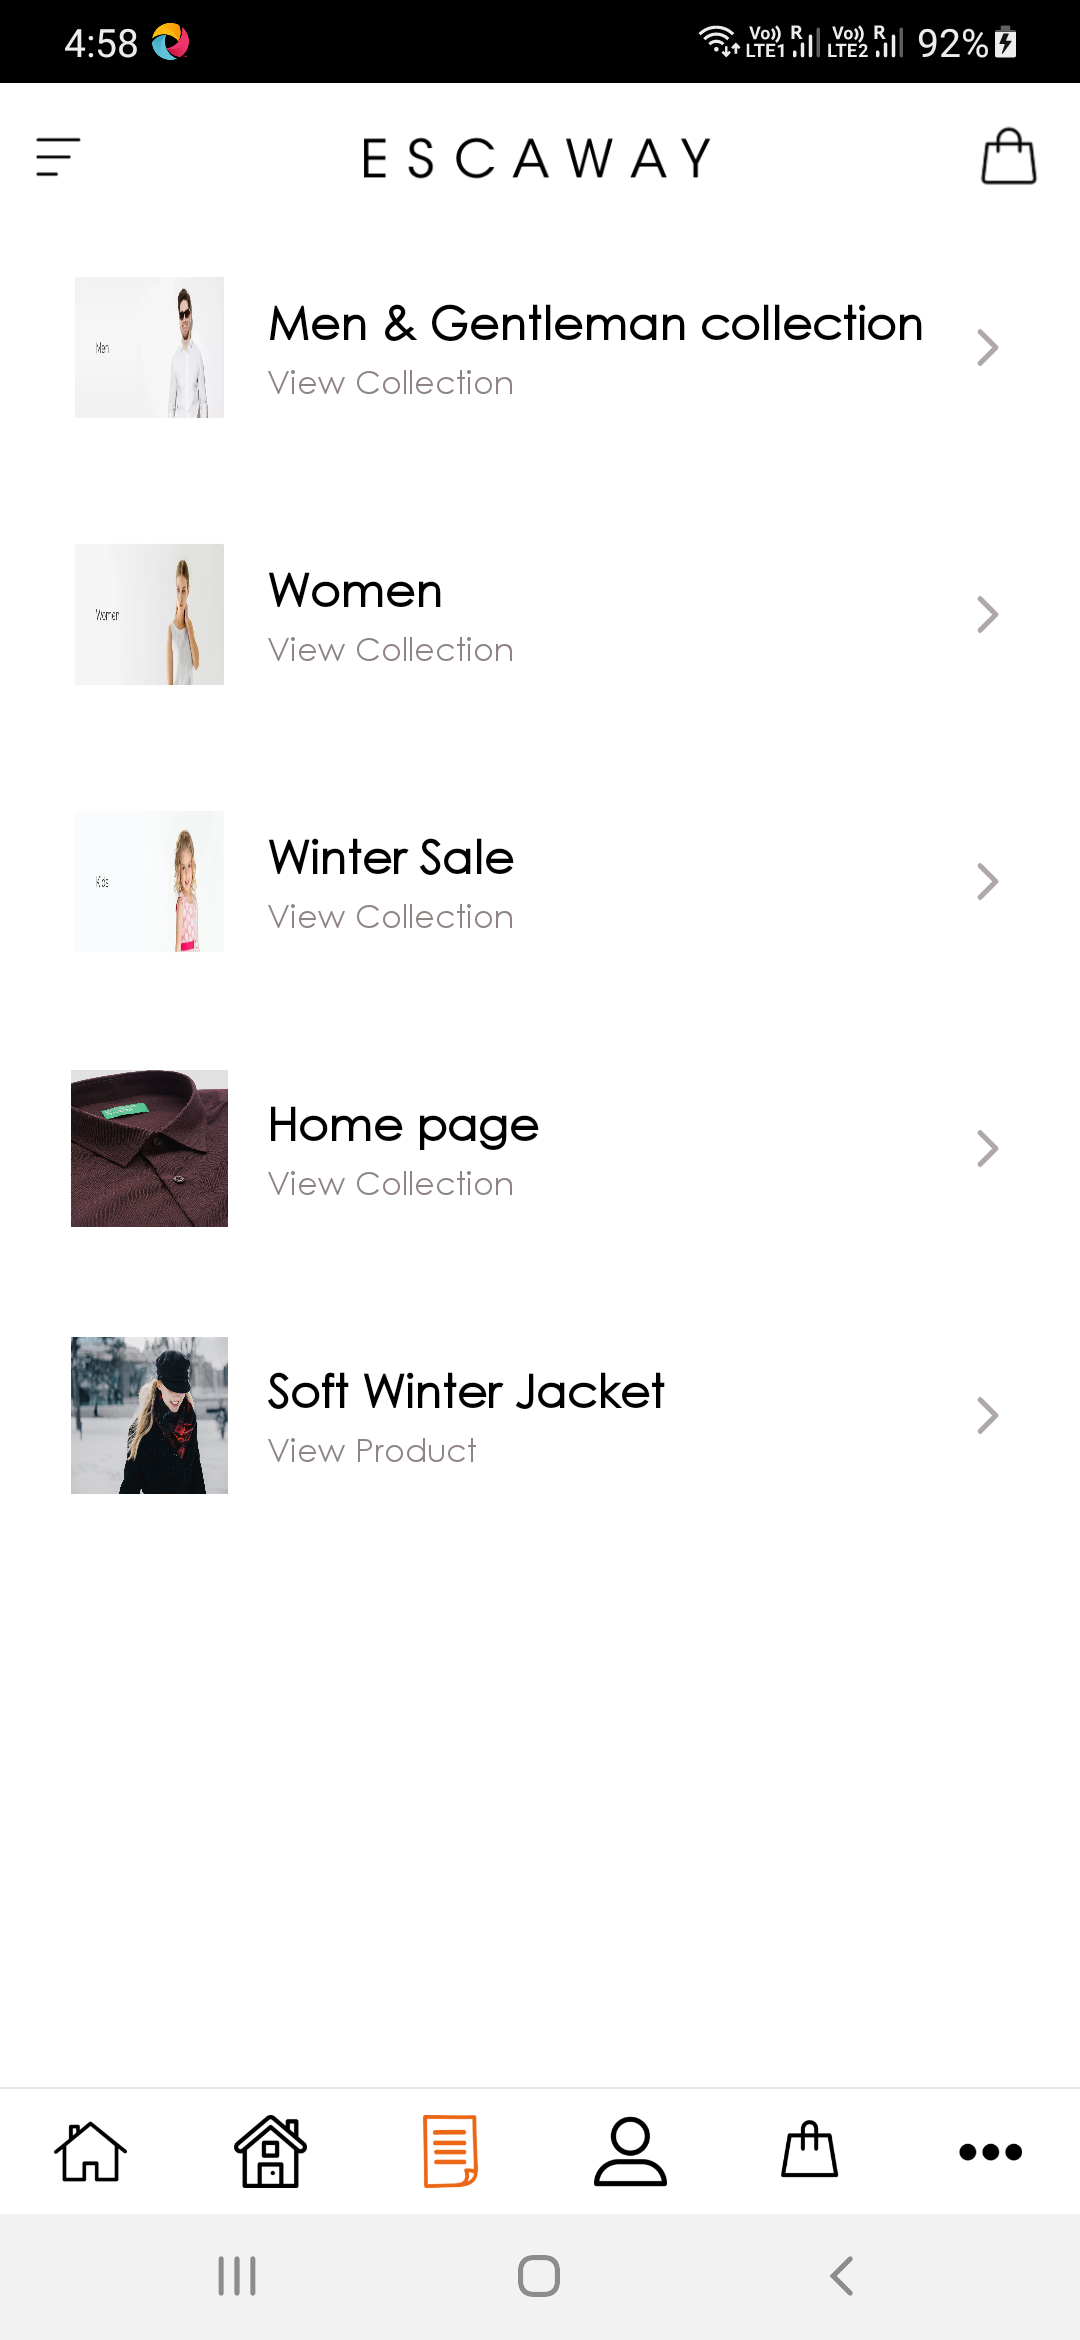 4:58
Vo)) R Vo)) R 92%
LTE1 LTE2
ESCAWAY
Men
Men & Gentleman collection
View Collection
Women
Women
View Collection
Kids
Winter Sale
View Collection
Home page
View Collection
Soft Winter Jacket
View Product